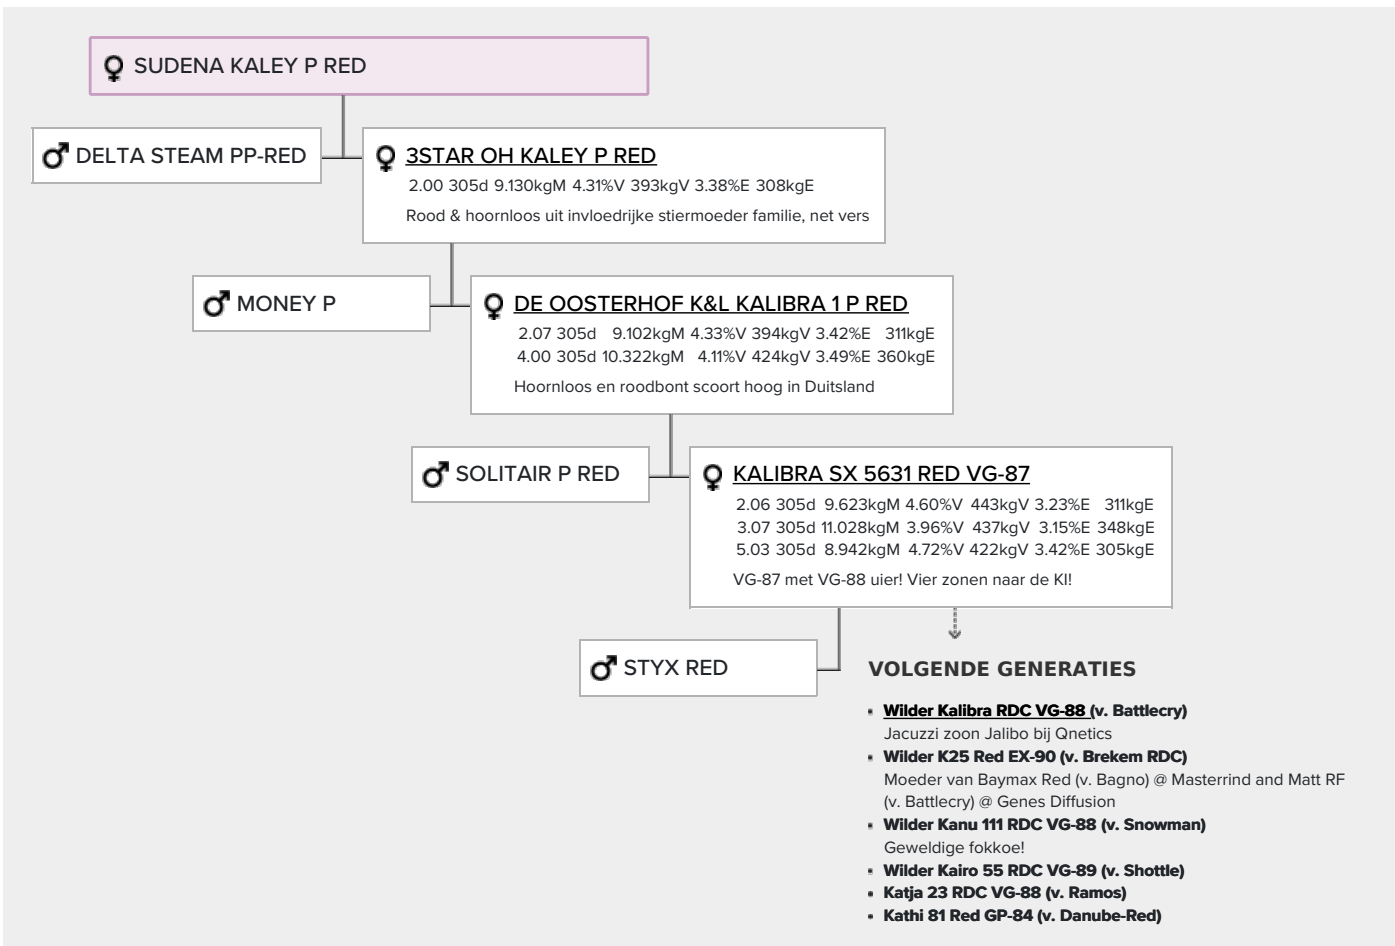 SUDENA KALEY P RED
DELTA STEAM PP-RED
3STAR OH KALEY P RED
2.00 305d 9.130kgM 4.31%V 393kgV 3.38%E 308kgE
Rood & hoornloos uit invloedrijke stiermoeder familie, net vers
MONEY P
DE OOSTERHOF K&L KALIBRA 1 P RED
2.07 305d 9.102kgM 4.33%V 394kgV 3.42%E 311kgE
4.00 305d 10.322kgM 4.11%V 424kgV 3.49%E 360kgE
Hoornloos en roodbont scoort hoog in Duitsland
SOLITAIR P RED
KALIBRA SX 5631 RED VG-87
2.06 305d 9.623kgM 4.60%V 443kgV 3.23%E 311kgE
3.07 305d 11.028kgM 3.96%V 437kgV 3.15%E 348kgE
5.03 305d 8.942kgM 4.72%V 422kgV 3.42%E 305kgE
VG-87 met VG-88 uier! Vier zonen naar de KI!
STYX RED
VOLGENDE GENERATIES
Wilder Kalibra RDC VG-88 (v. Battlecry)
Jacuzzi zoon Jalibo bij Qnetics
Wilder K25 Red EX-90 (v. Brekem RDC)
Moeder van Baymax Red (v. Bagno) @ Masterrind and Matt RF
(v. Battlecry) @ Genes Diffusion
Wilder Kanu 111 RDC VG-88 (v. Snowman)
Geweldige fokkoe!
Wilder Kairo 55 RDC VG-89 (v. Shottle)
Katja 23 RDC VG-88 (v. Ramos)
Kathi 81 Red GP-84 (v. Danube-Red)